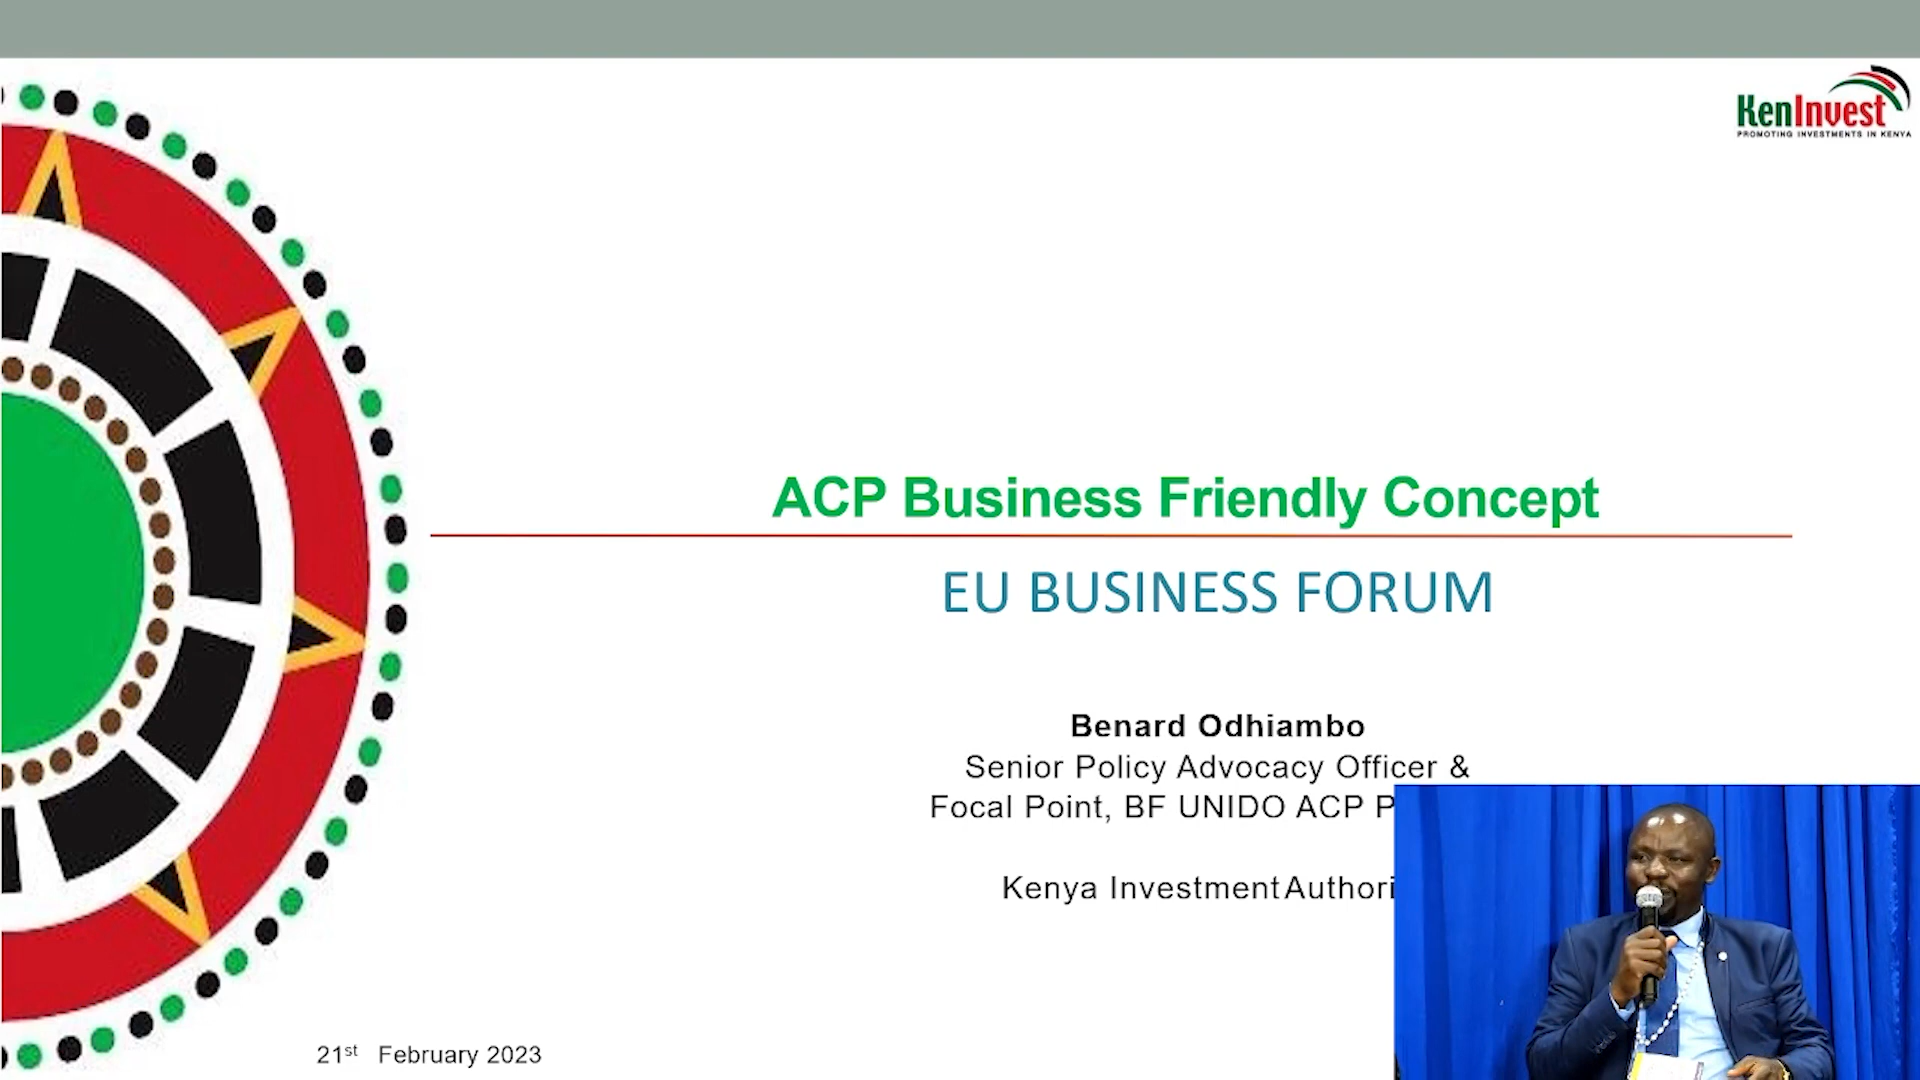 KenInvest
PROMOTING INVESTMENTS IN KENYA
ACP Business Friendly Concept
EU BUSINESS FORUM
Benard Odhiambo
Senior Policy Advocacy Officer &
Focal Point, BF UNIDO ACP P
Kenya Investment Authori
21st February 2023